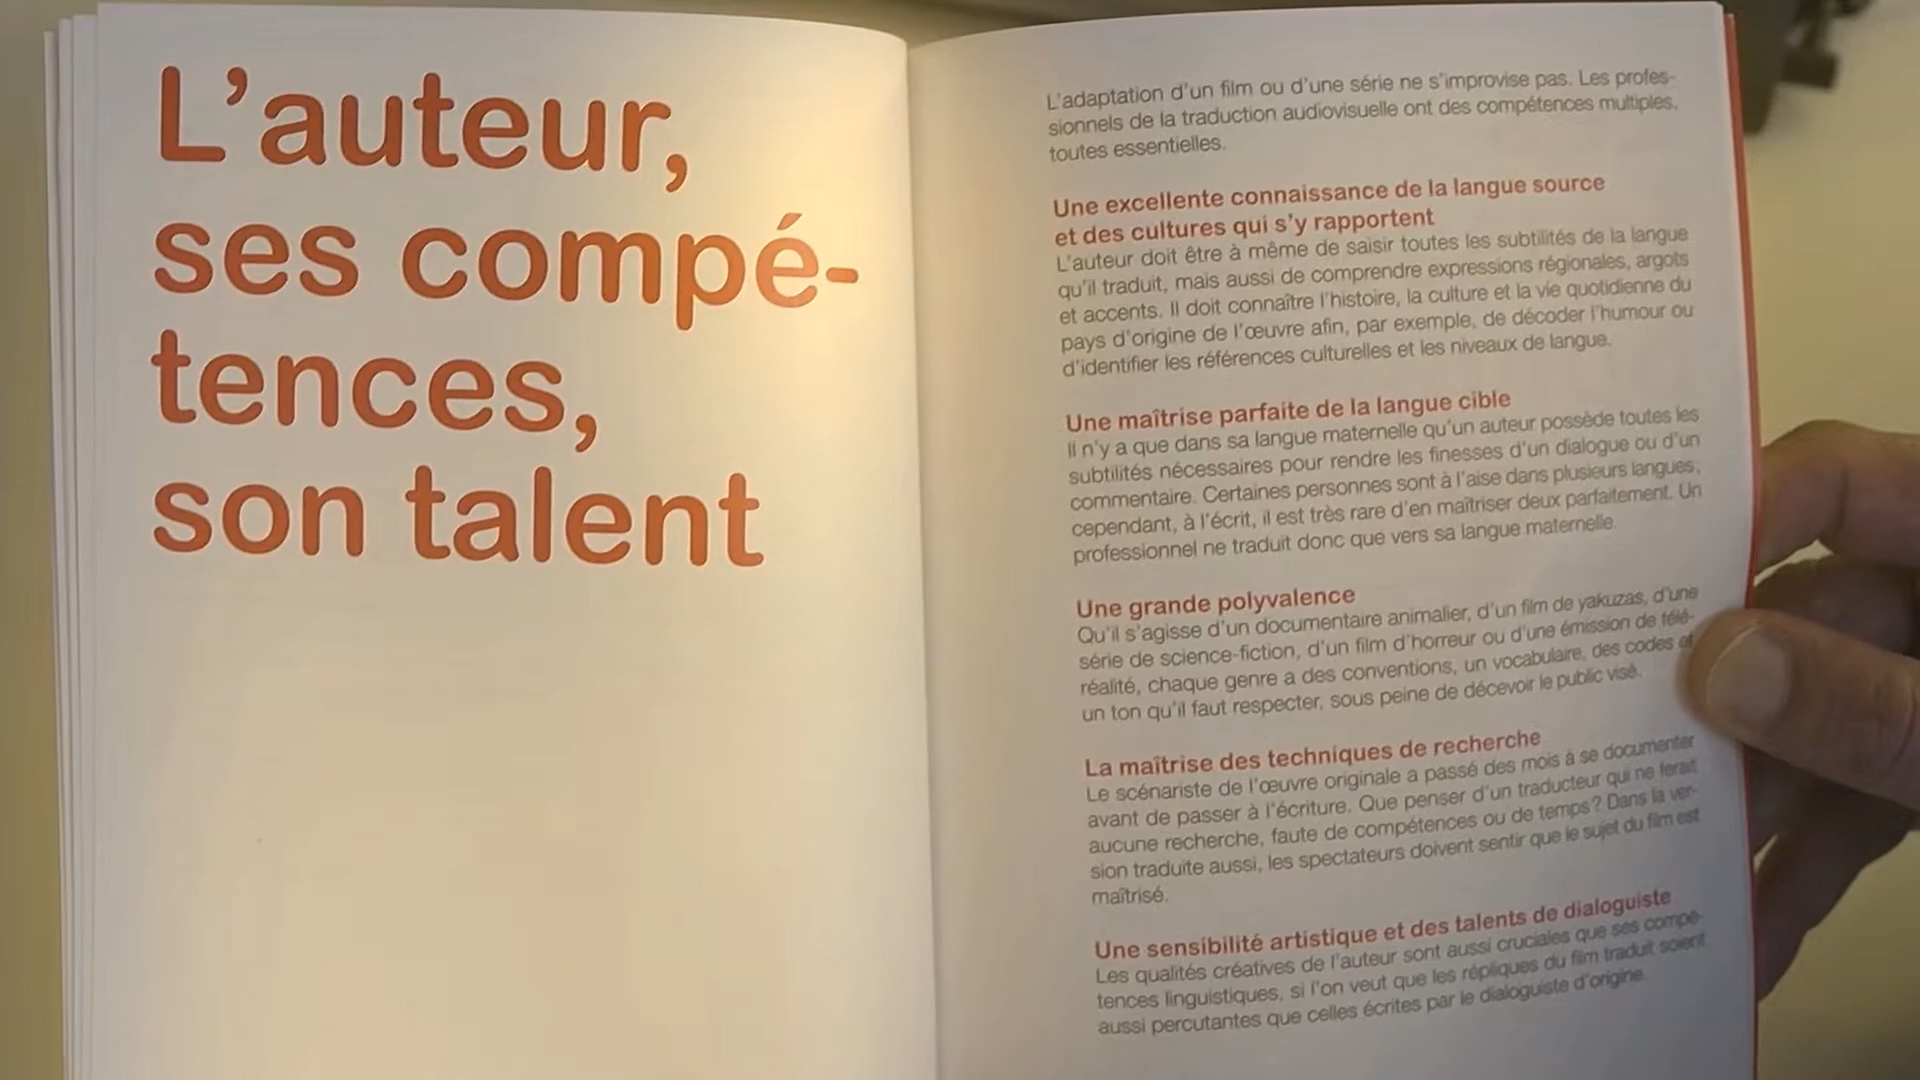 L'auteur,
ses compé-
tences,
son talent
L'adaptation d'un film ou d'une série ne s'improvise pas. Les profes-
sionnels de la traduction audiovisuelle ont des compétences multiples,
toutes essentielles.
Une excellente connaissance de la langue source
et des cultures qui s'y rapportent
L'auteur doit être à même de saisir toutes les subtilités de la langue
qu'il traduit, mais aussi de comprendre expressions régionales, argots
et accents. Il doit connaître l'histoire, la culture et la vie quotidienne du
pays d'origine de l'œuvre afin, par exemple, de décoder l'humour ou
d'identifier les références culturelles et les niveaux de langue.
Une maîtrise parfaite de la langue cible
Il n'y a que dans sa langue maternelle qu'un auteur possède toutes les
subtilités nécessaires pour rendre les finesses d'un dialogue ou d'un
commentaire. Certaines personnes sont à l'aise dans plusieurs langues,
cependant, à l'écrit, il est très rare d'en maîtriser deux parfaitement. Un
professionnel ne traduit donc que vers sa langue maternelle.
Une grande polyvalence
Qu'il s'agisse d'un documentaire animalier, d'un film de yakuzas, d'une
série de science-fiction, d'un film d'horreur ou d'une émission de télé-
réalité, chaque genre a des conventions, un vocabulaire, des codes et
un ton qu'il faut respecter, sous peine de décevoir le public visé.
La maîtrise des techniques de recherche
Le scénariste de l'œuvre originale a passé des mois à se documenter
avant de passer à l'écriture. Que penser d'un traducteur qui ne ferait
aucune recherche, faute de compétences ou de temps ? Dans la ver-
sion traduite aussi, les spectateurs doivent sentir que le sujet du film est
maîtrisé.
Une sensibilité artistique et des talents de dialoguiste
Les qualités créatives de l'auteur sont aussi cruciales que ses compé-
tences linguistiques, si l'on veut que les répliques du film traduit soient
aussi percutantes que celles écrites par le dialoguiste d'origine.